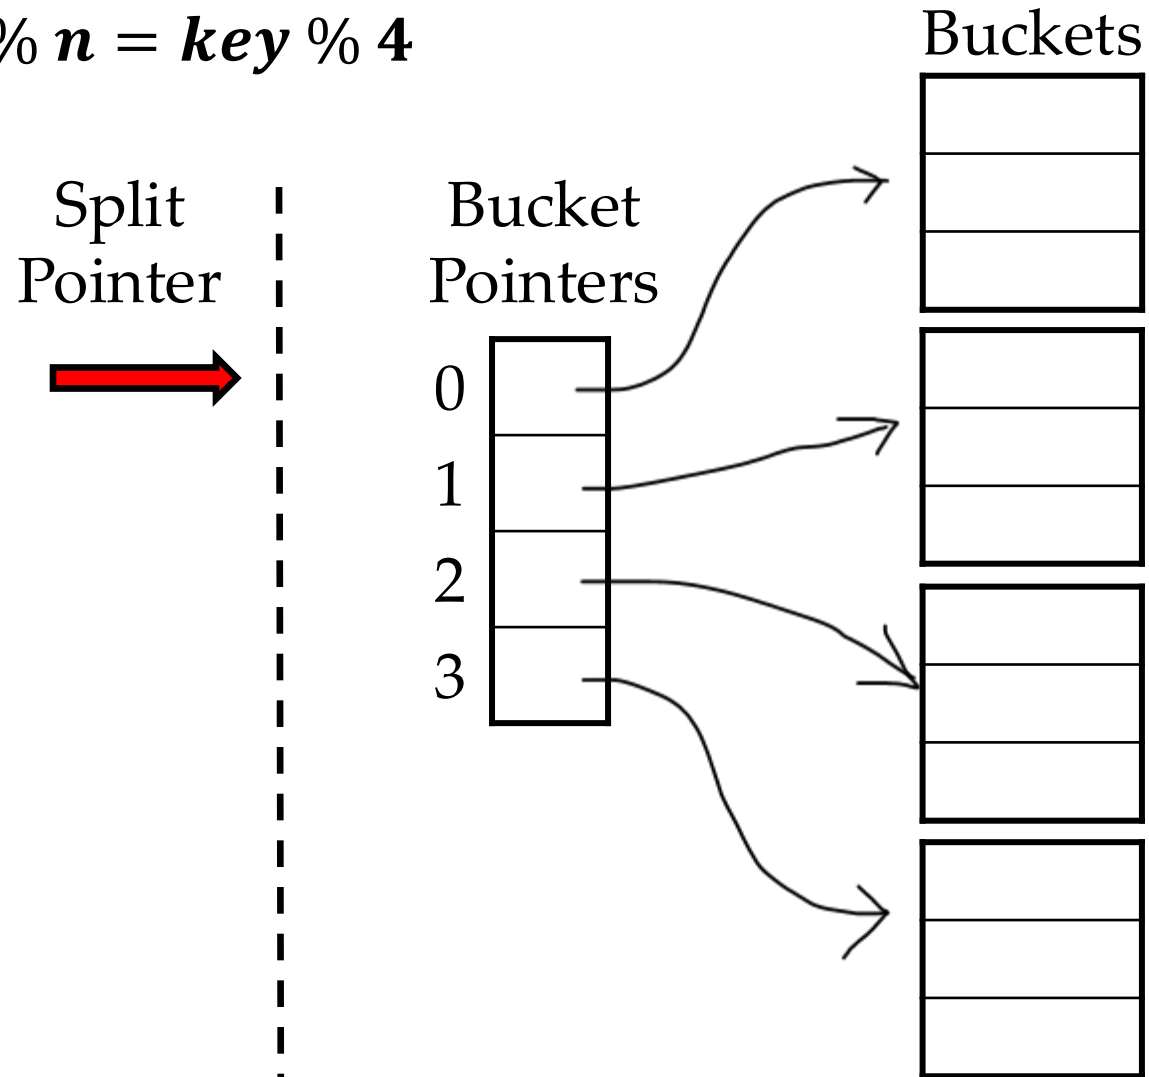 % n = key % 4
Buckets
Split
Pointer
Bucket
Pointers
0
1
2
3